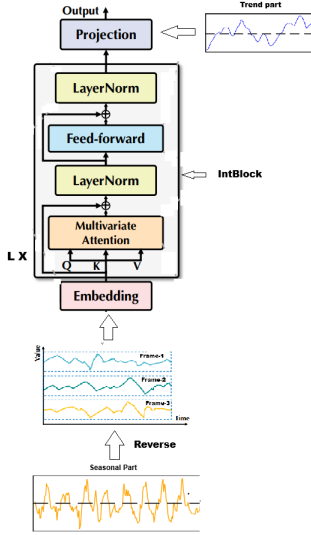 Output
Trend part
Projection
LayerNorm
Feed-forward
LayerNorm
IntBlock
Multivariate
Attention
L X
Q K V
Embedding
Value
Frame-1
Frame-2
Frame-3
Time
Reverse
Seasonal Part